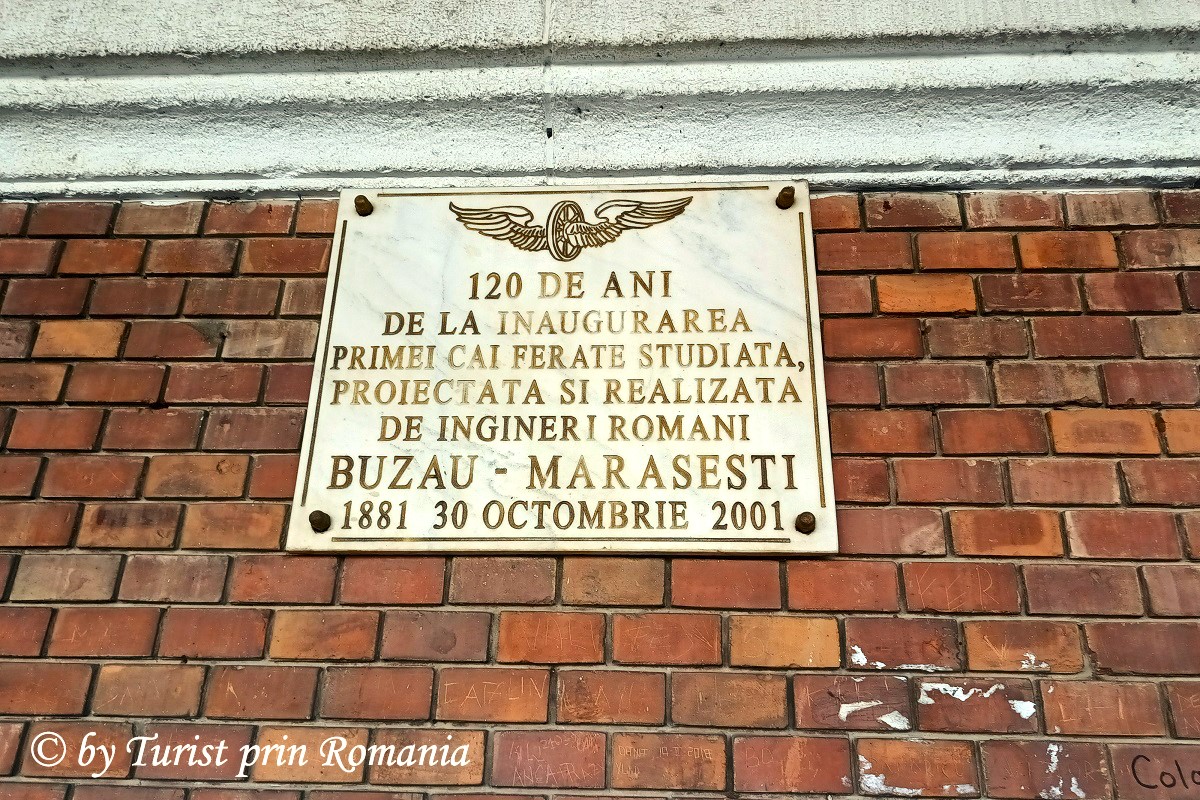 120 DE ANI
DE LA INAUGURAREA
PRIMEI CAI FERATE STUDIATA,
PROIECTATA SI REALIZATA
DE INGINERI ROMANI
BUZAU - MARASESTI
1881 30 OCTOMBRIE 2001
© by Turist prin Romania